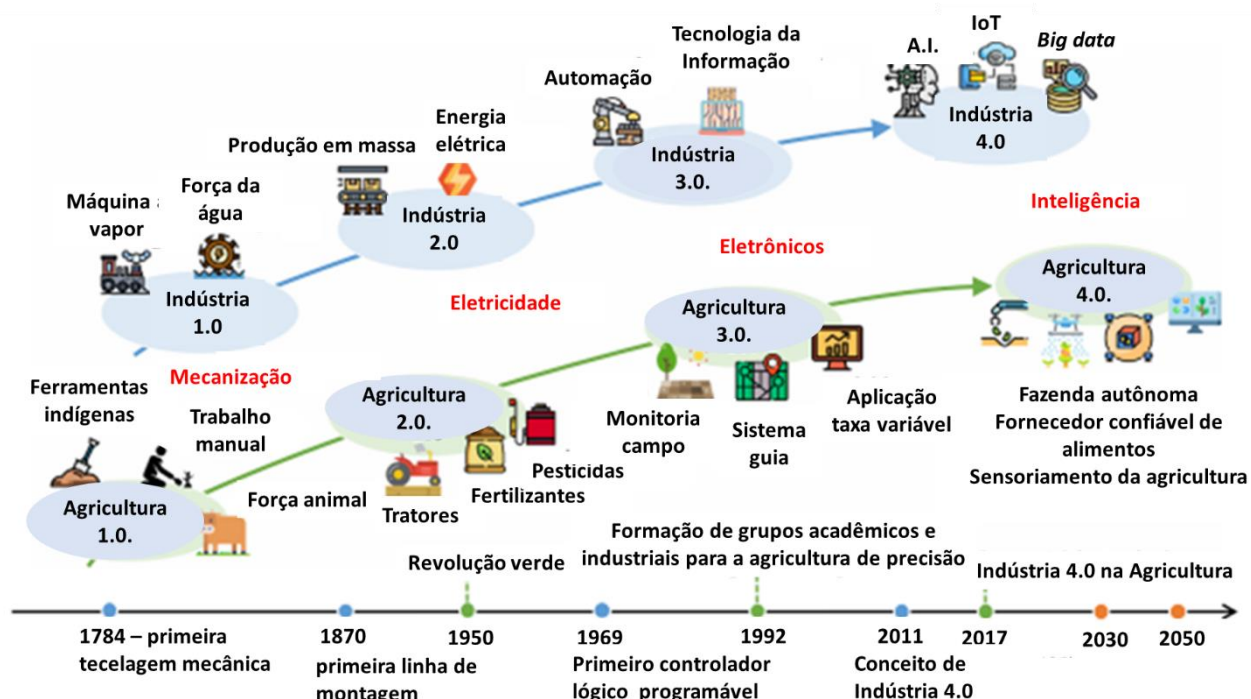 A.I.
IoT
Big data
Tecnologia da
Informação
Automação
Indústria
4.0
Energia
elétrica
Produção em massa
Indústria
3.0.
Força da
água
Máquina
vapor
Indústria
2.0
Inteligência
Eletrônicos
Indústria
1.0
Eletricidade
Agricultura
4.0.
Agricultura
3.0.
Mecanização
Ferramentas
indígenas
Trabalho
manual
Agricultura
2.0.
Monitoria
campo
Sistema
guia
Aplicação
taxa variável
Fazenda autônoma
Fornecedor confiável de
alimentos
Sensoriamento da agricultura
Pesticidas
Fertilizantes
Tratores
Força animal
Agricultura
1.0.
Revolução verde
Formação de grupos acadêmicos e
industriais para a agricultura de precisão
Indústria 4.0 na Agricultura
1784 – primeira
tecelagem mecânica
1870
primeira linha de
montagem
1950
1969
Primeiro controlador
lógico programável
1992
2011
Conceito de
Indústria 4.0
2017
2030
2050